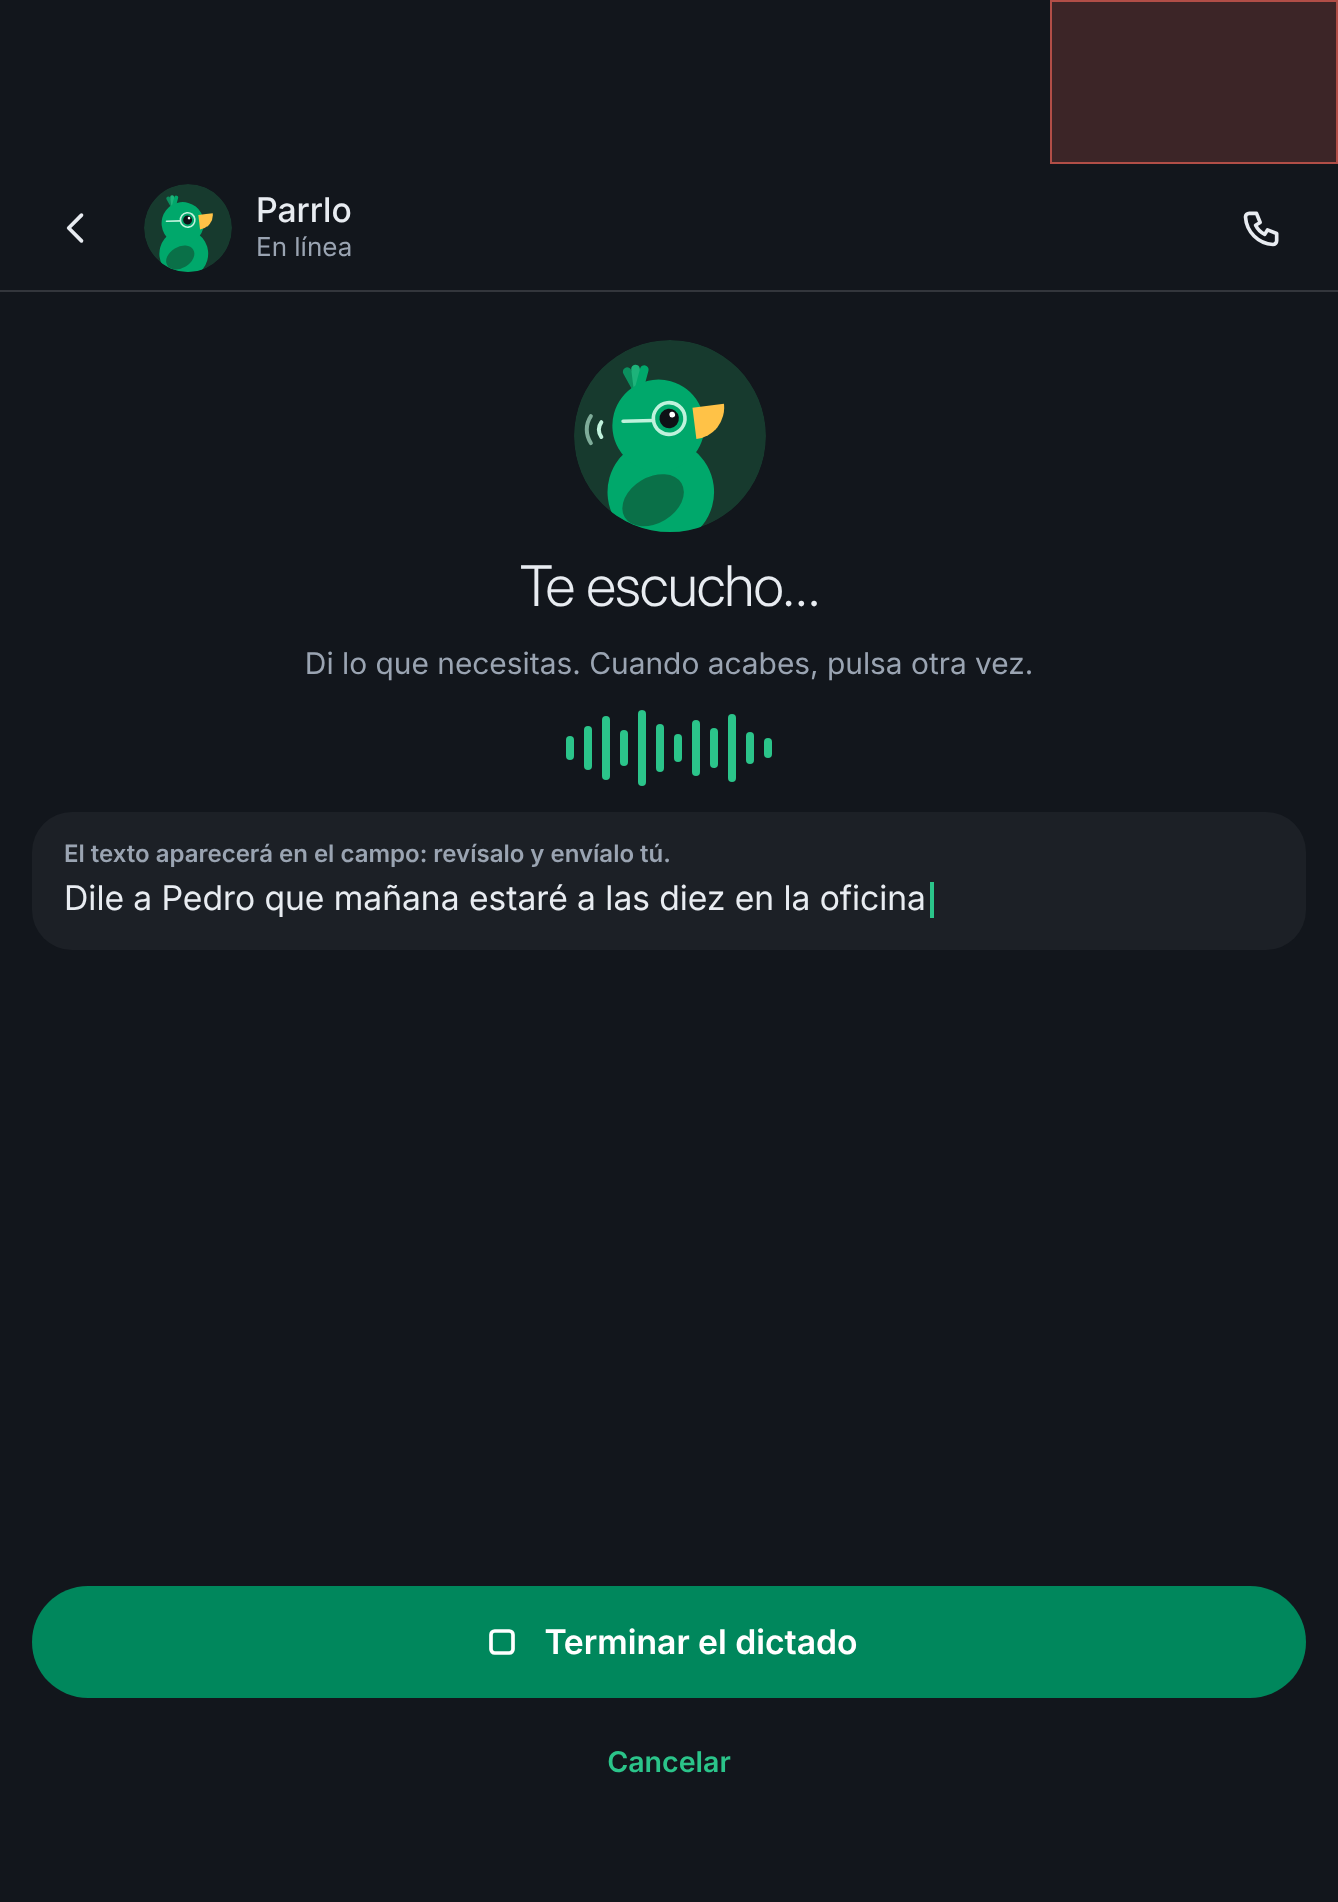 Parrlo
En línea
Te escucho...
Di lo que necesitas. Cuando acabes, pulsa otra vez.
El texto aparecerá en el campo: revísalo y envíalo tú.
Dile a Pedro que mañana estaré a las diez en la oficina
Terminar el dictado
Cancelar